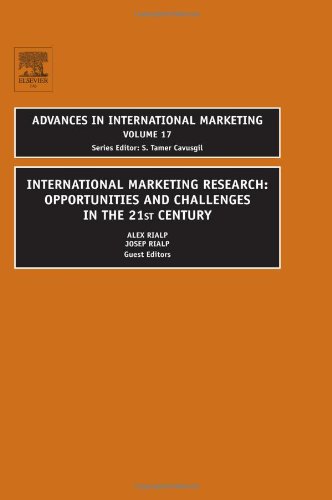 ELSEVIER
ADVANCES IN INTERNATIONAL MARKETING
VOLUME 17
Series Editor: S. Tamer Cavusgil
INTERNATIONAL MARKETING RESEARCH:
OPPORTUNITIES AND CHALLENGES
IN THE 21ST CENTURY
ALEX RIALP
JOSEP RIALP
Guest Editors